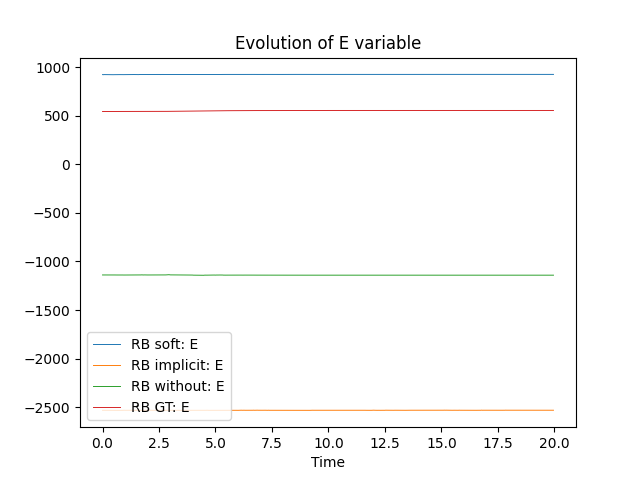 Evolution of E variable
1000
500
0
−500
−1000
−1500
−2000
−2500
RB soft: E
RB implicit: E
RB without: E
RB GT: E
0.0 2.5 5.0 7.5 10.0 12.5 15.0 17.5 20.0
Time